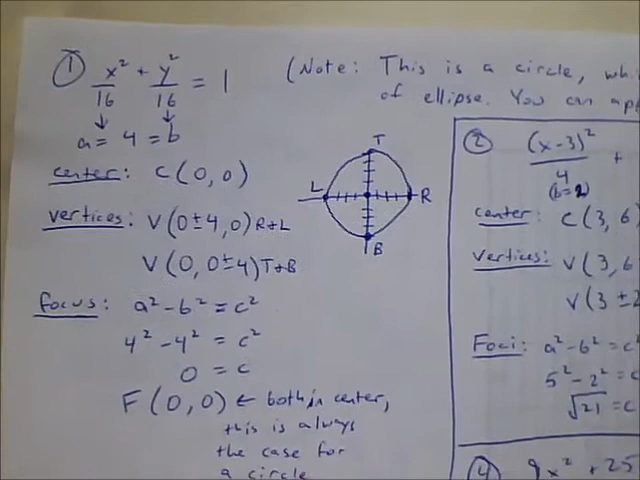 1 x² + y² = 1
16 16
a = 4 = b
center: C(0, 0)
vertices: V(0±4, 0) R+L
V(0, 0±4) T+B
focus: a² - b² = c²
4² - 4² = c²
0 = c
F(0, 0) ← both in center,
this is always
the case for
a circle
(Note: This is a circle,
of ellipse. You can
T
L R
B
2 (x-3)² +
4
(b=2)
center: C(3, 6
vertices: V(3, 6
V(3 ± 2
Foci: a² - b² = c²
5² - 2² = c
√21 = c
4 9x² + 25